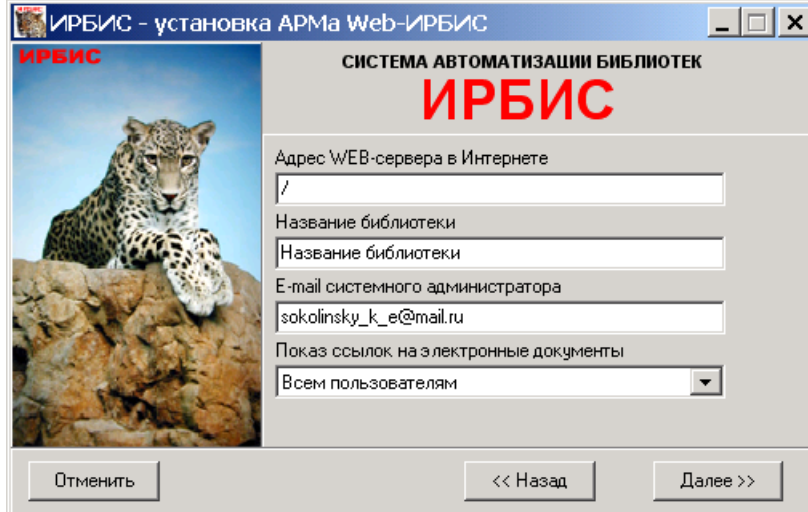 ИРБИС - установка АРМа Web-ИРБИС
ИРБИС
СИСТЕМА АВТОМАТИЗАЦИИ БИБЛИОТЕК
ИРБИС
Адрес WEB-сервера в Интернете
/
Название библиотеки
Название библиотеки
E-mail системного администратора
sokolinsky_k_e@mail.ru
Показ ссылок на электронные документы
Всем пользователям
Отменить
<< Назад
Далее >>